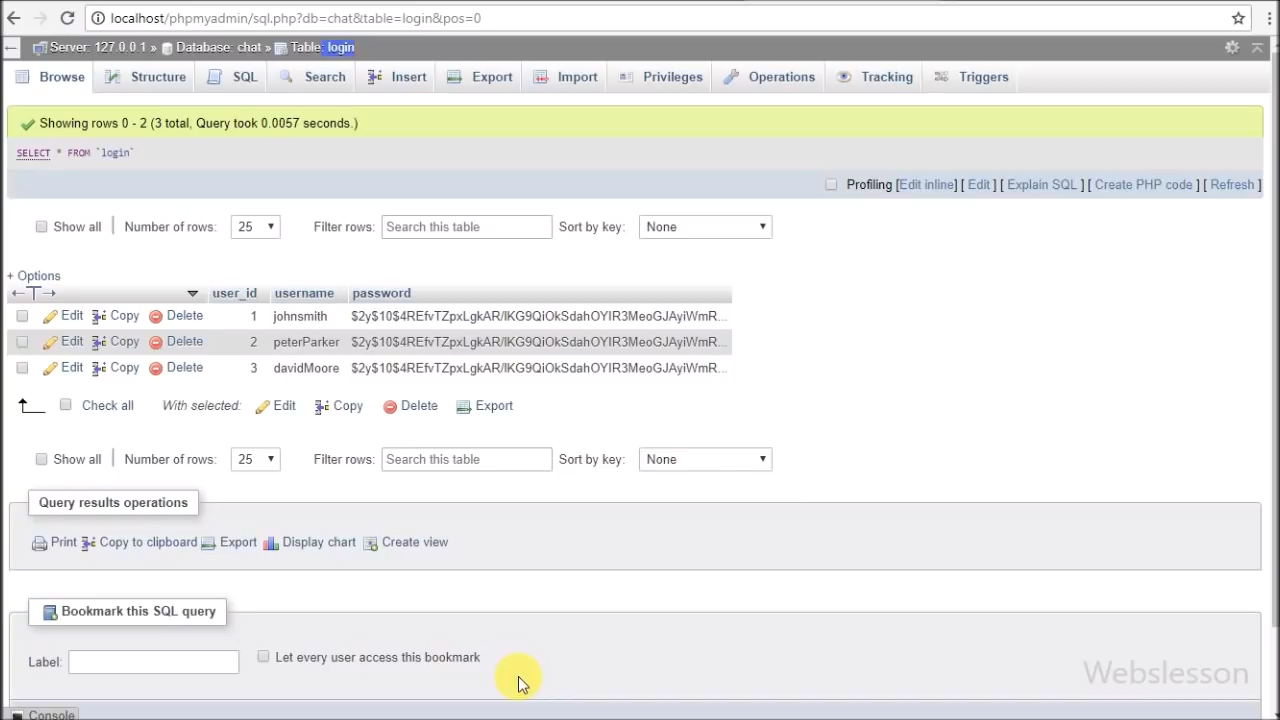 localhost/phpmyadmin/sql.php?db=chat&table=login&pos=0
Server: 127.0.0.1 » Database: chat » Table: login
Browse Structure SQL Search Insert Export Import Privileges Operations Tracking Triggers
Showing rows 0 - 2 (3 total, Query took 0.0057 seconds.)
SELECT * FROM `login`
Profiling [Edit inline] [ Edit ] [ Explain SQL ] [ Create PHP code ] [ Refresh ]
Show all Number of rows: 25 Filter rows: Search this table Sort by key: None
+ Options
user_id username password
Edit Copy Delete 1 johnsmith $2y$10$4REfvTZpxLgkAR/lKG9QiOkSdahOYIR3MeoGJAyiWmR...
Edit Copy Delete 2 peterParker $2y$10$4REfvTZpxLgkAR/lKG9QiOkSdahOYIR3MeoGJAyiWmR...
Edit Copy Delete 3 davidMoore $2y$10$4REfvTZpxLgkAR/lKG9QiOkSdahOYIR3MeoGJAyiWmR...
Check all With selected: Edit Copy Delete Export
Show all Number of rows: 25 Filter rows: Search this table Sort by key: None
Query results operations
Print Copy to clipboard Export Display chart Create view
Bookmark this SQL query
Label: Let every user access this bookmark
Webslesson
Console